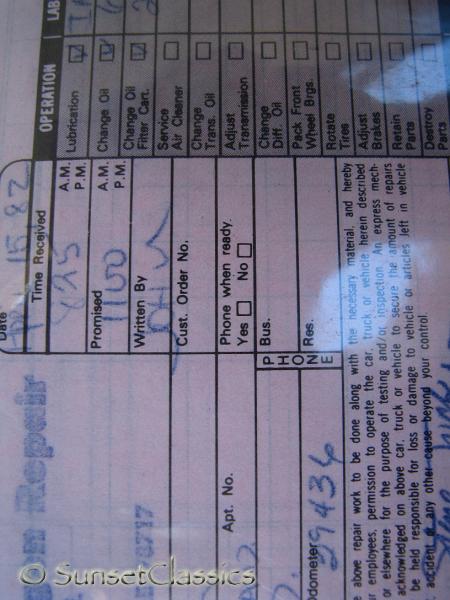 Date
15 82
OPERATION
LAB
Time Received
A.M.
P.M.
825
Promised
A.M.
P.M.
1100
Written By
Cust. Order No.
Phone when ready.
Yes No
PHONE
Bus.
Res.
Lubrication
Change Oil
Change Oil
Filter Cart.
Service
Air Cleaner
Change
Trans. Oil
Adjust
Transmission
Change
Diff. Oil
Pack Front
Wheel Brgs.
Rotate
Tires
Adjust
Brakes
Retain
Parts
Destroy
Parts
Repair
Apt. No.
Odometer
29436
above repair work to be done along with the necessary material, and hereby
employees, permission to operate the car, truck or vehicle herein described
or elsewhere for the purpose of testing and/or inspection. An express mech-
acknowledged on above car, truck or vehicle to secure the amount of repairs
be held responsible for loss or damage to vehicle or articles left in vehicle
accident or any other cause beyond your control.
© SunsetClassics